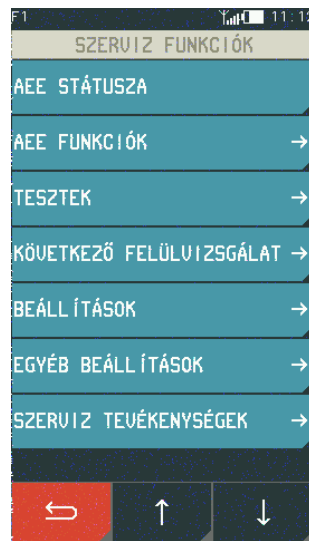 F1 11:12
SZERVIZ FUNKCIÓK
AEE STÁTUSZA
AEE FUNKCIÓK
TESZTEK
KÖVETKEZŐ FELÜLVIZSGÁLAT
BEÁLLÍTÁSOK
EGYÉB BEÁLLÍTÁSOK
SZERVIZ TEVÉKENYSÉGEK